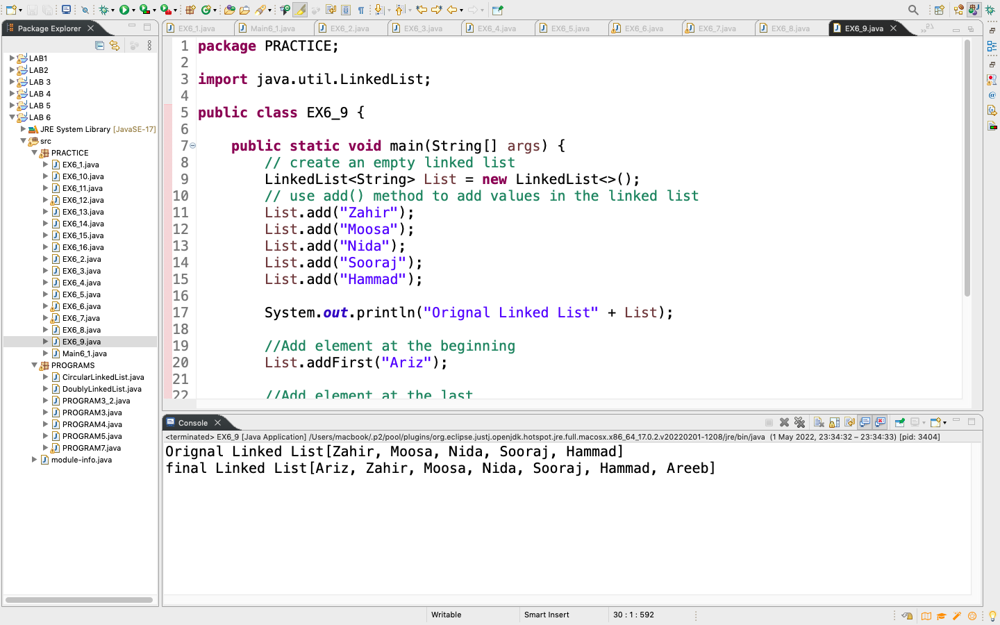 Package Explorer
LAB1
LAB2
LAB 3
LAB 4
LAB 5
LAB 6
JRE System Library [JavaSE-17]
src
PRACTICE
EX6_1.java
EX6_10.java
EX6_11.java
EX6_12.java
EX6_13.java
EX6_14.java
EX6_15.java
EX6_16.java
EX6_2.java
EX6_3.java
EX6_4.java
EX6_5.java
EX6_6.java
EX6_7.java
EX6_8.java
EX6_9.java
Main6_1.java
PROGRAMS
CircularLinkedList.java
DoublyLinkedList.java
PROGRAM3_2.java
PROGRAM3.java
PROGRAM4.java
PROGRAM5.java
PROGRAM7.java
module-info.java
EX6_1.java Main6_1.java EX6_2.java EX6_3.java EX6_4.java EX6_5.java EX6_6.java EX6_7.java EX6_8.java EX6_9.java »21
1 package PRACTICE;
2
3 import java.util.LinkedList;
4
5 public class EX6_9 {
6
7 public static void main(String[] args) {
8 // create an empty linked list
9 LinkedList<String> List = new LinkedList<>();
10 // use add() method to add values in the linked list
11 List.add("Zahir");
12 List.add("Moosa");
13 List.add("Nida");
14 List.add("Sooraj");
15 List.add("Hammad");
16
17 System.out.println("Orignal Linked List" + List);
18
19 //Add element at the beginning
20 List.addFirst("Ariz");
21
22 //Add element at the last
Console
<terminated> EX6_9 [Java Application] /Users/macbook/.p2/pool/plugins/org.eclipse.justj.openjdk.hotspot.jre.full.macosx.x86_64_17.0.2.v20220201-1208/jre/bin/java (1 May 2022, 23:34:32 – 23:34:33) [pid: 3404]
Orignal Linked List[Zahir, Moosa, Nida, Sooraj, Hammad]
final Linked List[Ariz, Zahir, Moosa, Nida, Sooraj, Hammad, Areeb]
Writable Smart Insert 30 : 1 : 592